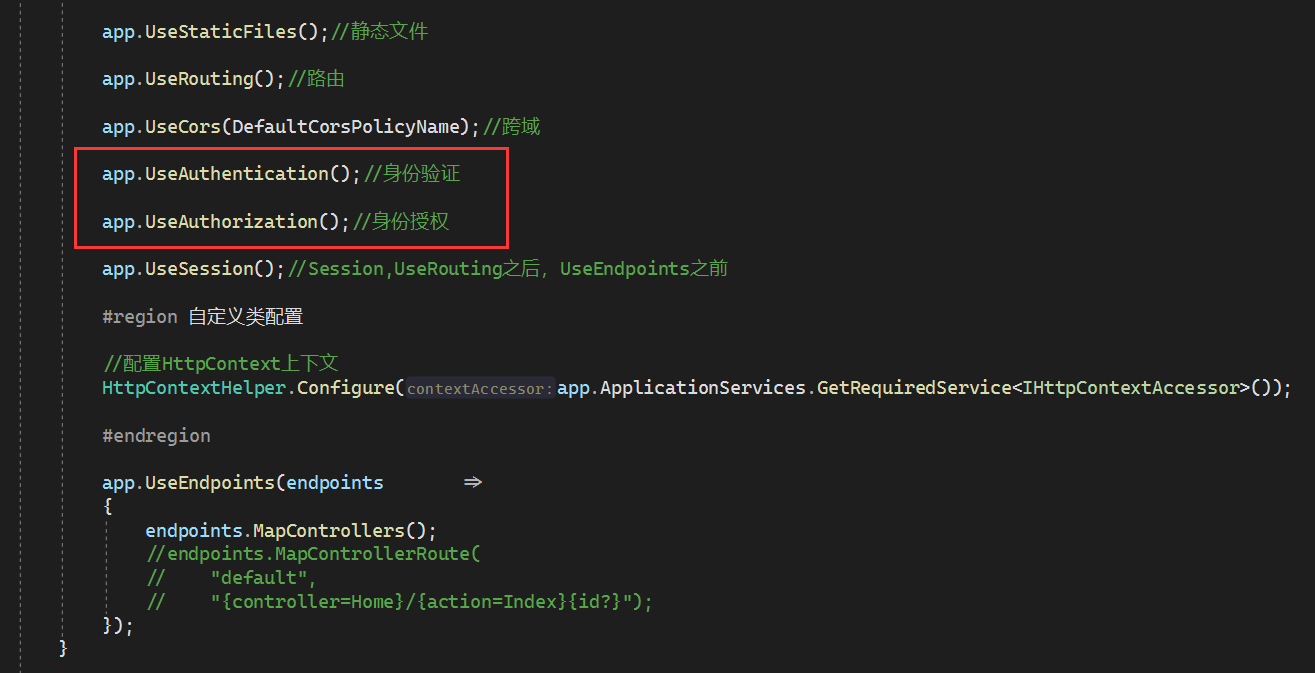 app.UseStaticFiles();//静态文件
app.UseRouting();//路由
app.UseCors(DefaultCorsPolicyName);//跨域
app.UseAuthentication();//身份验证
app.UseAuthorization();//身份授权
app.UseSession();//Session,UseRouting之后，UseEndpoints之前
#region 自定义类配置
//配置HttpContext上下文
HttpContextHelper.Configure(contextAccessor:app.ApplicationServices.GetRequiredService<IHttpContextAccessor>());
#endregion
app.UseEndpoints(endpoints =>
{
endpoints.MapControllers();
//endpoints.MapControllerRoute(
// "default",
// "{controller=Home}/{action=Index}{id?}");
});
}